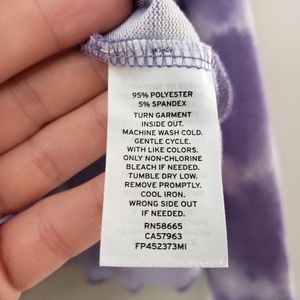 95% POLYESTER
5% SPANDEX
TURN GARMENT
INSIDE OUT.
MACHINE WASH COLD.
GENTLE CYCLE.
WITH LIKE COLORS.
ONLY NON-CHLORINE
BLEACH IF NEEDED.
TUMBLE DRY LOW.
REMOVE PROMPTLY.
COOL IRON.
WRONG SIDE OUT
IF NEEDED.
RN58665
CA57963
FP452373MI